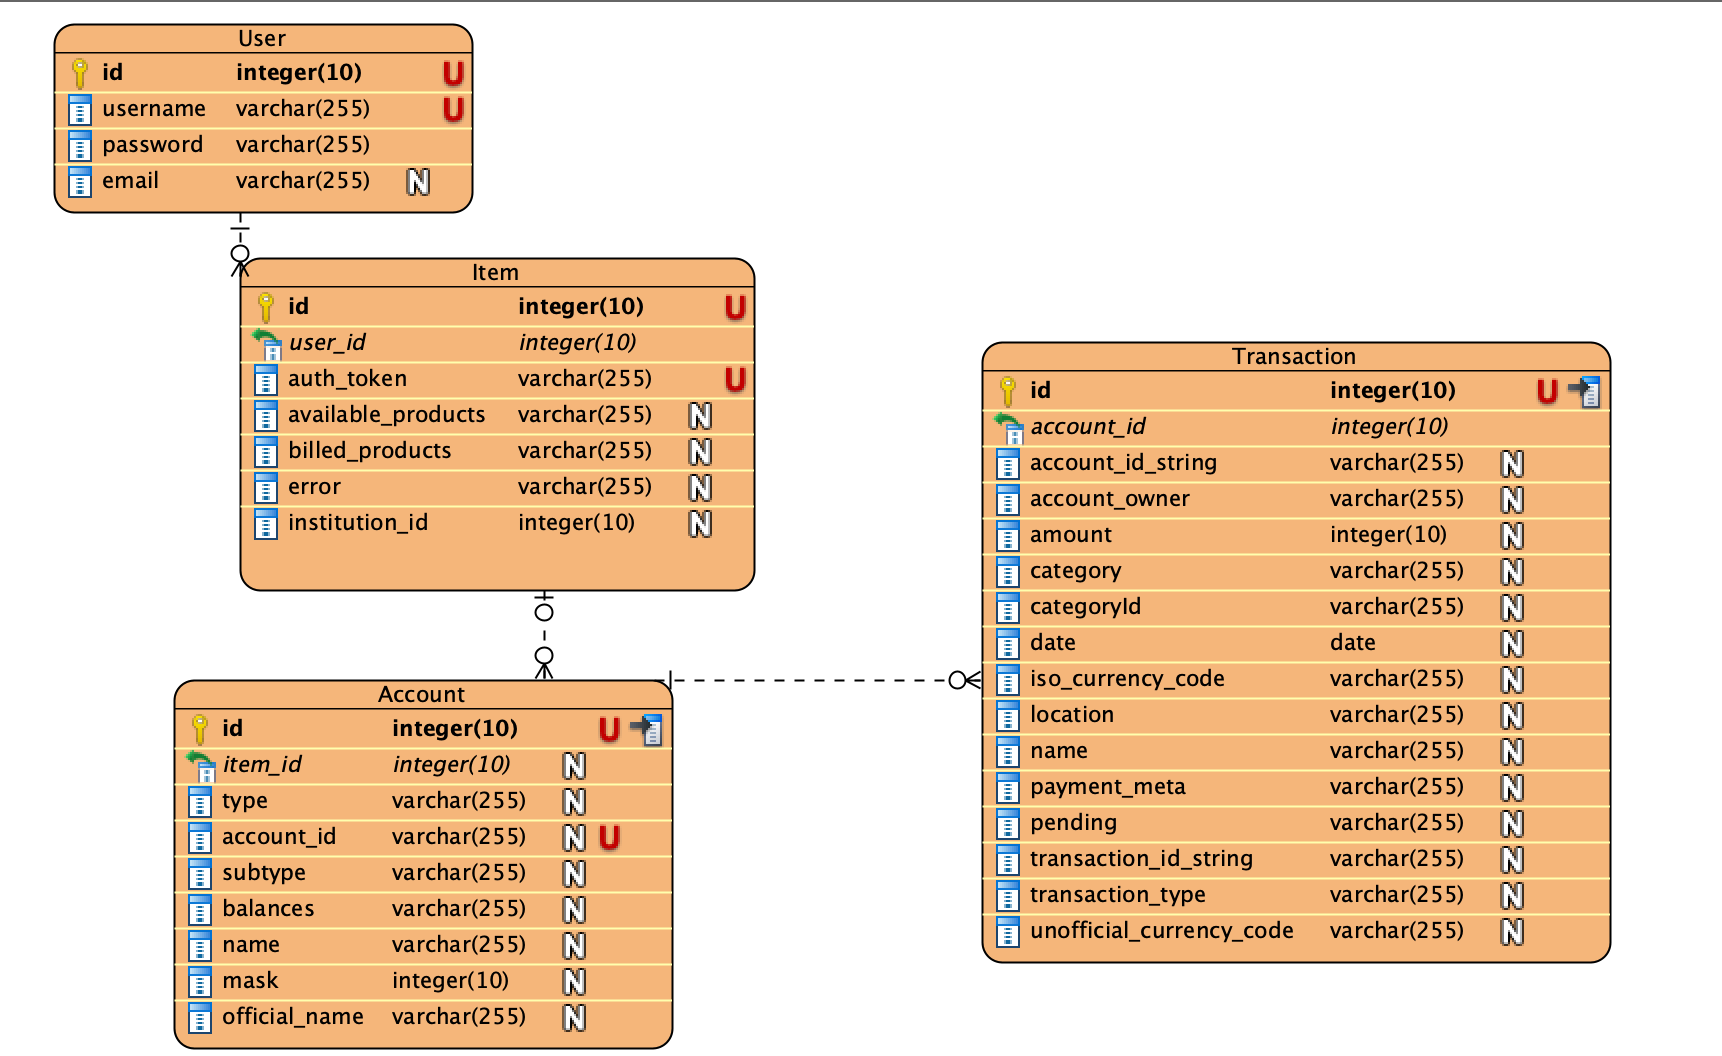 User
id integer(10) U
username varchar(255) U
password varchar(255)
email varchar(255) N
Item
id integer(10) U
user_id integer(10)
auth_token varchar(255) U
available_products varchar(255) N
billed_products varchar(255) N
error varchar(255) N
institution_id integer(10) N
Account
id integer(10) U
item_id integer(10) N
type varchar(255) N
account_id varchar(255) N U
subtype varchar(255) N
balances varchar(255) N
name varchar(255) N
mask integer(10) N
official_name varchar(255) N
Transaction
id integer(10) U
account_id integer(10)
account_id_string varchar(255) N
account_owner varchar(255) N
amount integer(10) N
category varchar(255) N
categoryId varchar(255) N
date date N
iso_currency_code varchar(255) N
location varchar(255) N
name varchar(255) N
payment_meta varchar(255) N
pending varchar(255) N
transaction_id_string varchar(255) N
transaction_type varchar(255) N
unofficial_currency_code varchar(255) N